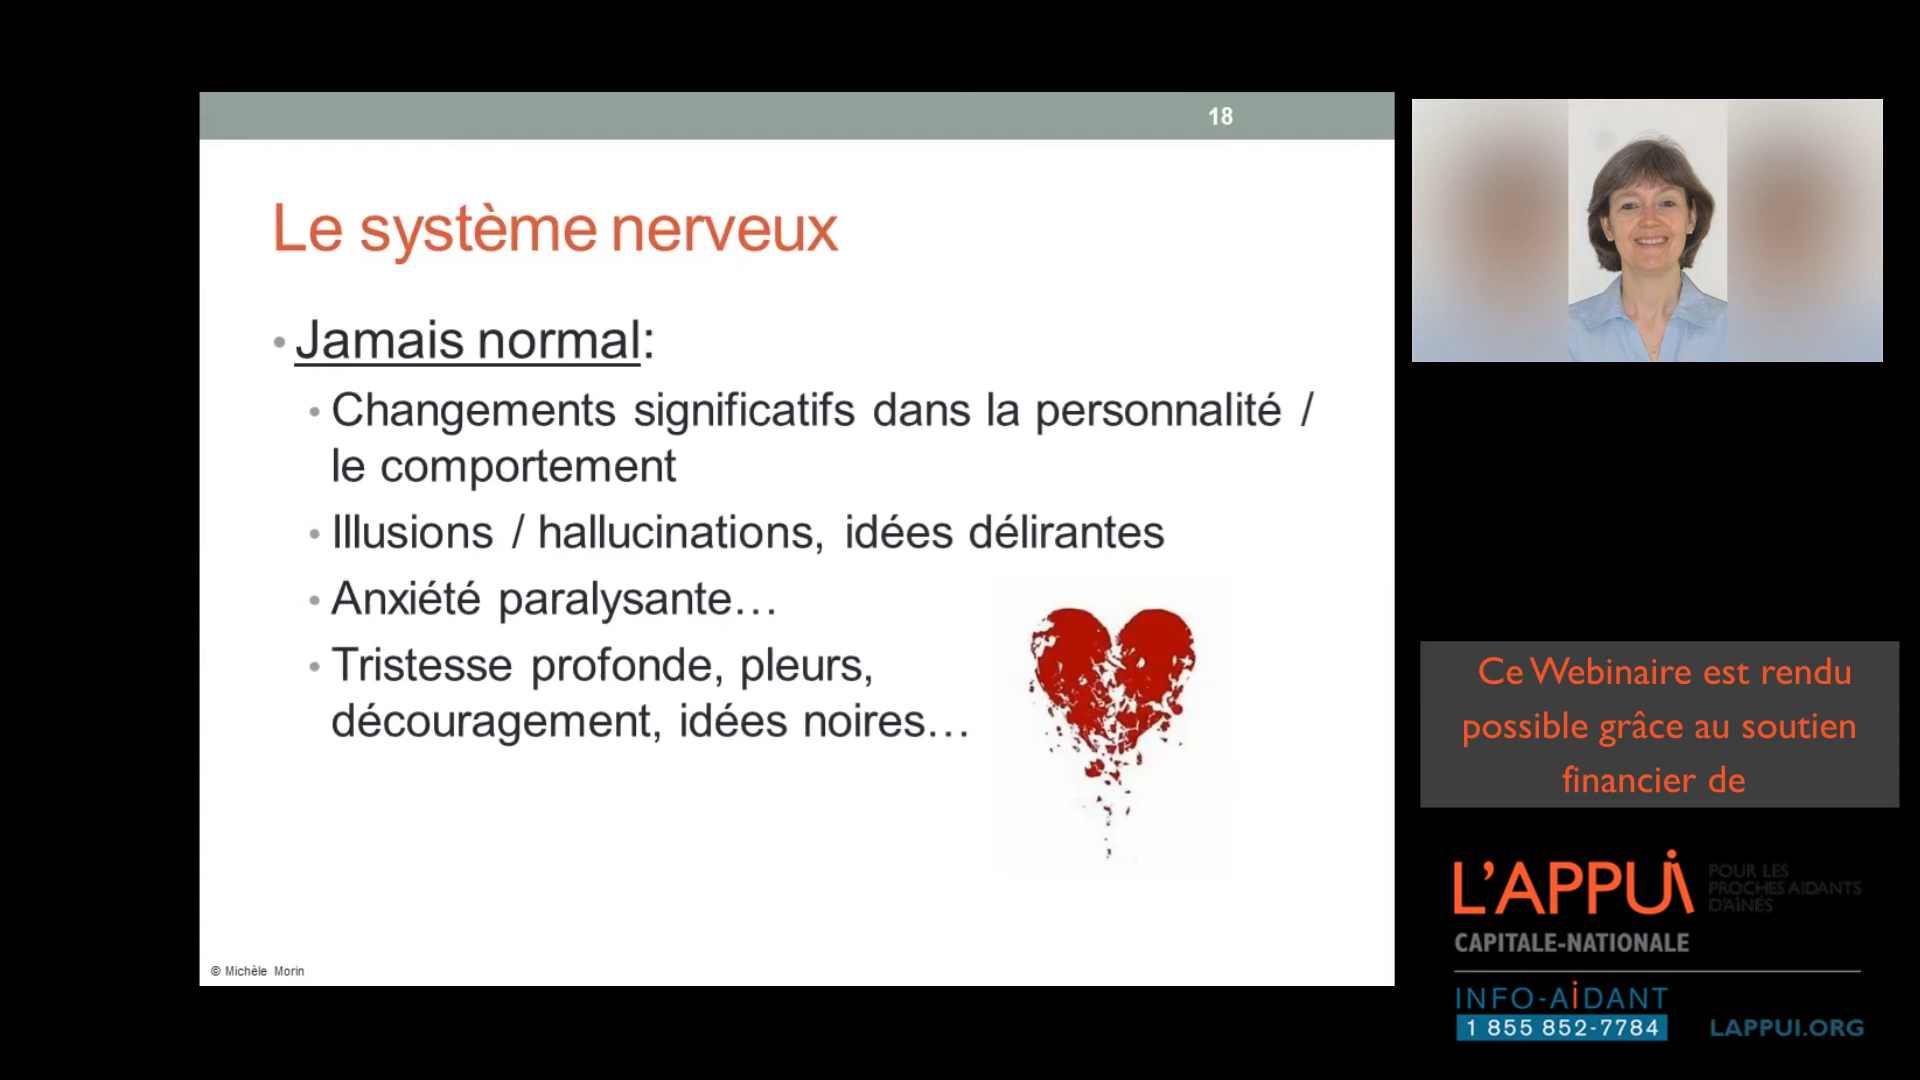 18
Le système nerveux
• Jamais normal:
• Changements significatifs dans la personnalité /
le comportement
• Illusions / hallucinations, idées délirantes
• Anxiété paralysante…
• Tristesse profonde, pleurs,
découragement, idées noires…
© Michèle Morin
Ce Webinaire est rendu
possible grâce au soutien
financier de
L'APPUI
POUR LES
PROCHES AIDANTS
D'AÎNÉS
CAPITALE-NATIONALE
INFO-AiDANT
1 855 852-7784
LAPPUI.ORG